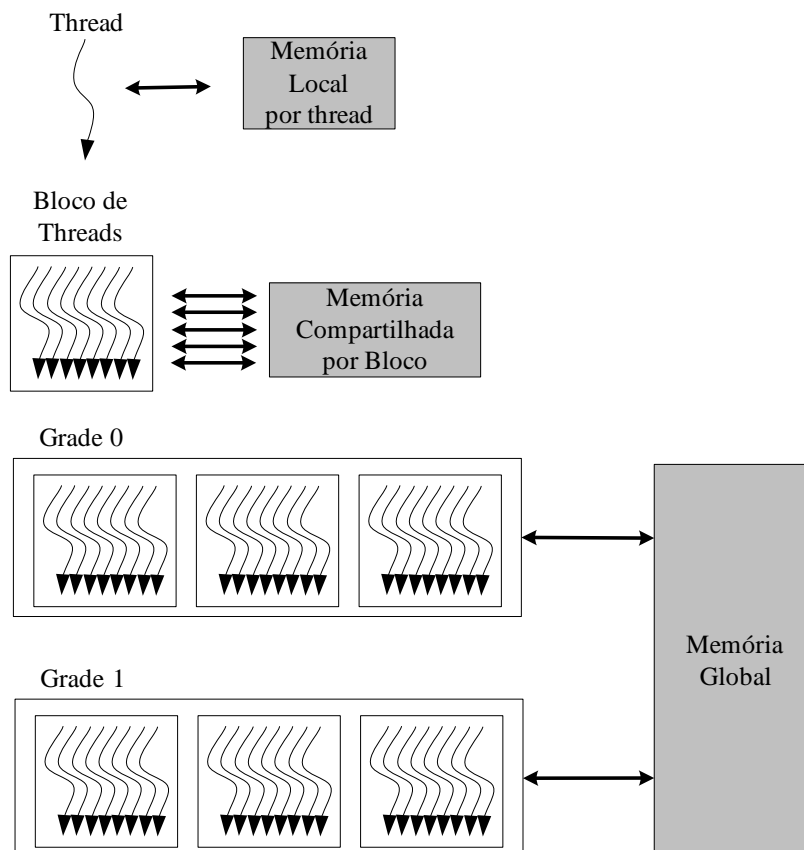 Thread
Memória
Local
por thread
Bloco de
Threads
Memória
Compartilhada
por Bloco
Grade 0
Memória
Global
Grade 1